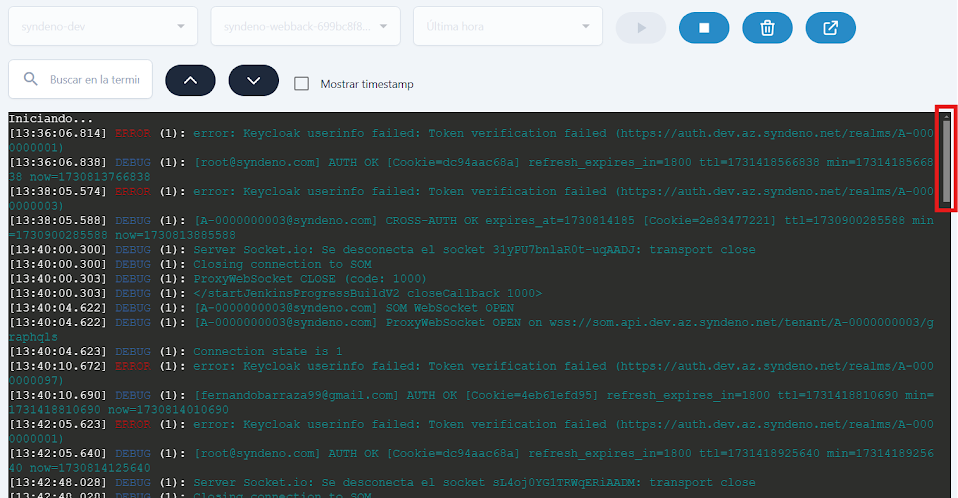 syndeno-dev
syndeno-webback-699bc8f8...
Última hora
Buscar en la termin
Mostrar timestamp
Iniciando...
[13:36:06.814] ERROR (1): error: Keycloak userinfo failed: Token verification failed (https://auth.dev.az.syndeno.net/realms/A-000
0000001)
[13:36:06.838] DEBUG (1): [root@syndeno.com] AUTH OK [Cookie=dc94aac68a] refresh_expires_in=1800 ttl=1731418566838 min=17314185668
38 now=1730813766838
[13:38:05.574] ERROR (1): error: Keycloak userinfo failed: Token verification failed (https://auth.dev.az.syndeno.net/realms/A-000
0000003)
[13:38:05.588] DEBUG (1): [A-0000000003@syndeno.com] CROSS-AUTH OK expires_at=1730814185 [Cookie=2e83477221] ttl=1730900285588 min
=1730900285588 now=1730813885588
[13:40:00.300] DEBUG (1): Server Socket.io: Se desconecta el socket 31yPU7bnlaR0t-uqAADJ: transport close
[13:40:00.300] DEBUG (1): Closing connection to SOM
[13:40:00.303] DEBUG (1): ProxyWebSocket CLOSE (code: 1000)
[13:40:00.303] DEBUG (1): </startJenkinsProgressBuildV2 closeCallback 1000>
[13:40:04.622] DEBUG (1): [A-0000000003@syndeno.com] SOM WebSocket OPEN
[13:40:04.622] DEBUG (1): [A-0000000003@syndeno.com] ProxyWebSocket OPEN on wss://som.api.dev.az.syndeno.net/tenant/A-0000000003/g
raphqls
[13:40:04.623] DEBUG (1): Connection state is 1
[13:40:10.672] ERROR (1): error: Keycloak userinfo failed: Token verification failed (https://auth.dev.az.syndeno.net/realms/A-000
0000097)
[13:40:10.690] DEBUG (1): [fernandobarraza99@gmail.com] AUTH OK [Cookie=4eb61efd95] refresh_expires_in=1800 ttl=1731418810690 min=
1731418810690 now=1730814010690
[13:42:05.623] ERROR (1): error: Keycloak userinfo failed: Token verification failed (https://auth.dev.az.syndeno.net/realms/A-000
0000001)
[13:42:05.640] DEBUG (1): [root@syndeno.com] AUTH OK [Cookie=dc94aac68a] refresh_expires_in=1800 ttl=1731418925640 min=17314189256
40 now=1730814125640
[13:42:48.028] DEBUG (1): Server Socket.io: Se desconecta el socket sL4oj0YG1TRWqERiAADM: transport close
[13:42:48.028] DEBUG (1): Closing connection to SOM